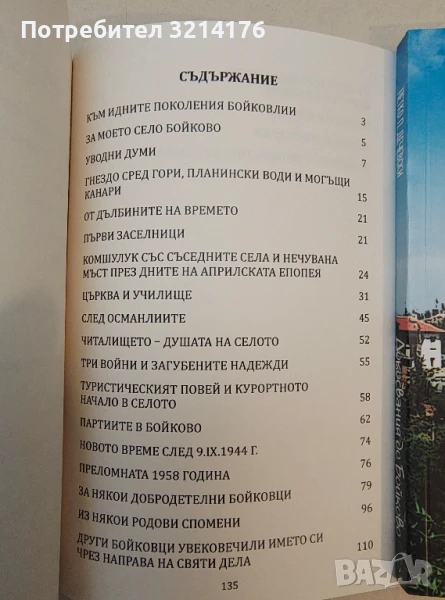 Потребител 3214176
СЪДЪРЖАНИЕ
КЪМ ИДНИТЕ ПОКОЛЕНИЯ БОЙКОВЛИИ 3
ЗА МОЕТО СЕЛО БОЙКОВО 5
УВОДНИ ДУМИ 7
ГНЕЗДО СРЕД ГОРИ, ПЛАНИНСКИ ВОДИ И МОГЪЩИ
КАНАРИ 15
ОТ ДЪЛБИНИТЕ НА ВРЕМЕТО 21
ПЪРВИ ЗАСЕЛНИЦИ 21
КОМШУЛУК СЪС СЪСЕДНИТЕ СЕЛА И НЕЧУВАНА
МЪСТ ПРЕЗ ДНИТЕ НА АПРИЛСКАТА ЕПОПЕЯ 24
ЦЪРКВА И УЧИЛИЩЕ 31
СЛЕД ОСМАНЛИИТЕ 45
ЧИТАЛИЩЕТО – ДУШАТА НА СЕЛОТО 52
ТРИ ВОЙНИ И ЗАГУБЕНИТЕ НАДЕЖДИ 55
ТУРИСТИЧЕСКИЯТ ПОВЕЙ И КУРОРТНОТО
НАЧАЛО В СЕЛОТО 58
ПАРТИИТЕ В БОЙКОВО 62
НОВОТО ВРЕМЕ СЛЕД 9.IX.1944 Г. 74
ПРЕЛОМНАТА 1958 ГОДИНА 76
ЗА НЯКОИ ДОБРОДЕТЕЛНИ БОЙКОВЦИ 79
ИЗ НЯКОИ РОДОВИ СПОМЕНИ 96
ДРУГИ БОЙКОВЦИ УВЕКОВЕЧИЛИ ИМЕТО СИ
ЧРЕЗ НАПРАВА НА СВЯТИ ДЕЛА 110
135
BAZAR